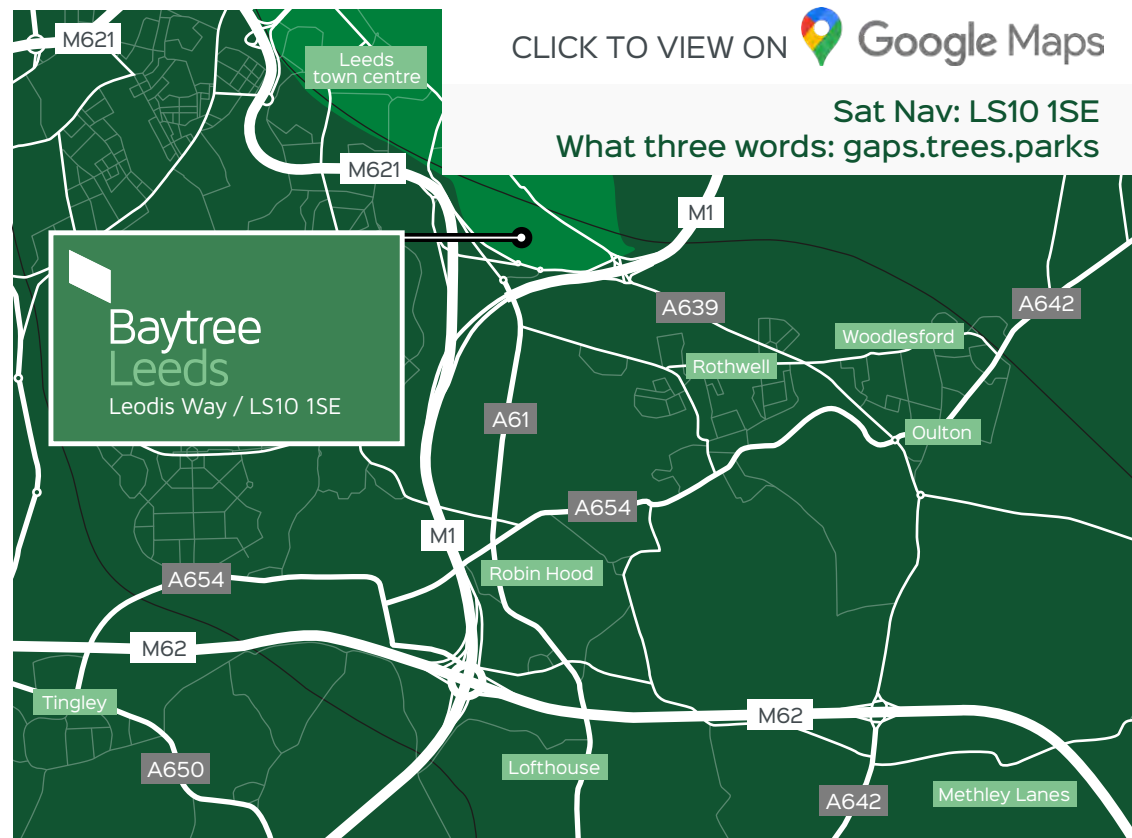 CLICK TO VIEW ON Google Maps
Sat Nav: LS10 1SE
What three words: gaps.trees.parks
M621
Leeds
town centre
M621
M1
Baytree
Leeds
Leodis Way / LS10 1SE
A639
A642
Woodlesford
Rothwell
A61
Oulton
A654
M1
A654
Robin Hood
M62
Tingley
M62
A650
Lofthouse
A642
Methley Lanes